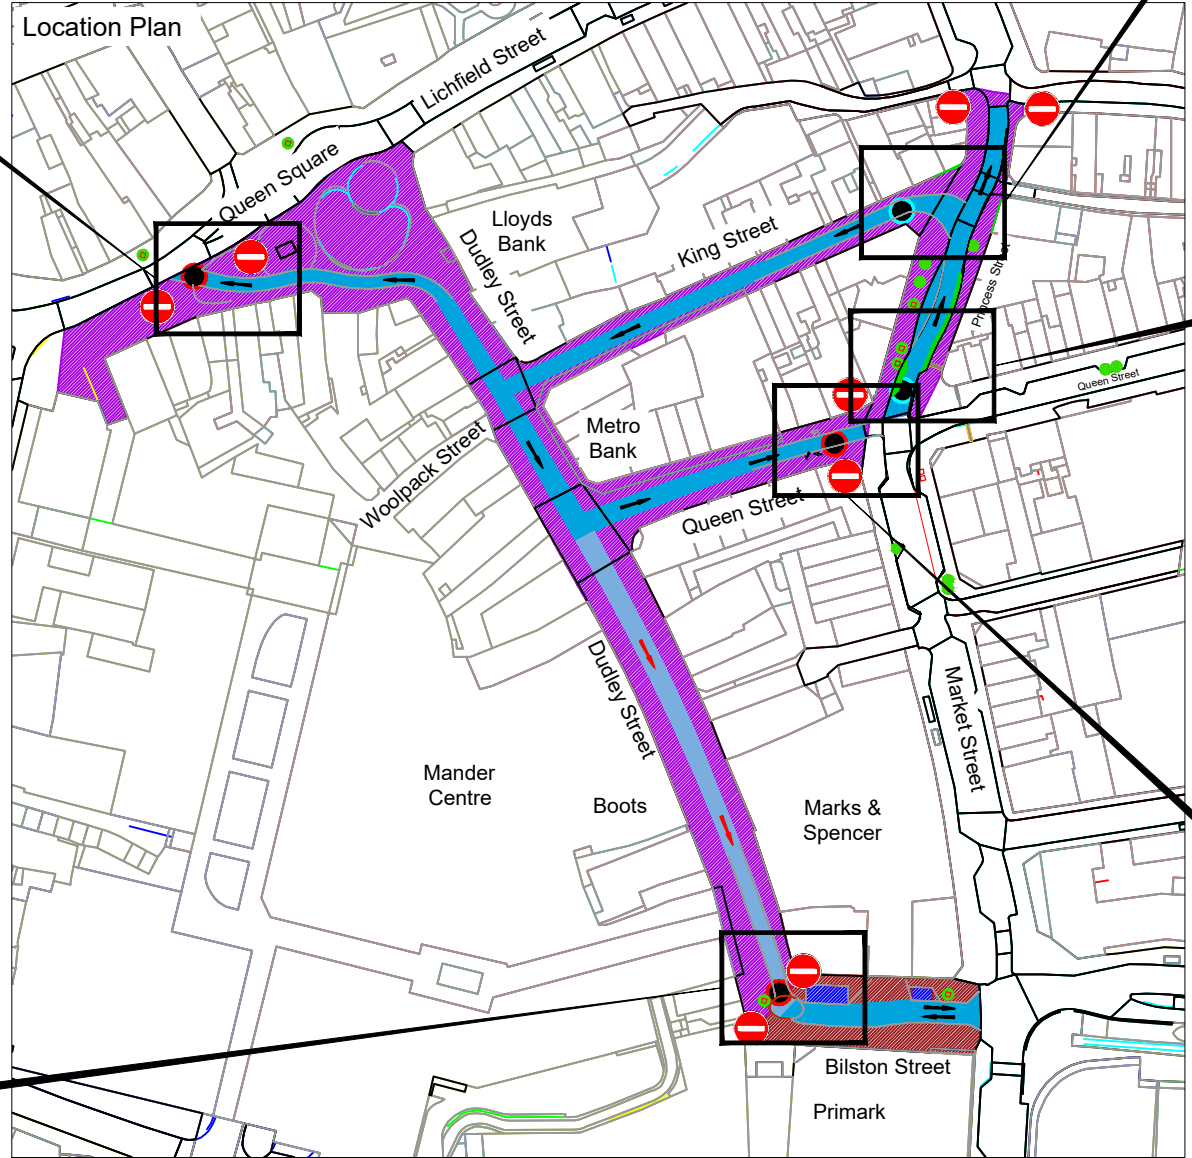 Location Plan
Lichfield Street
Queen Square
Lloyds
Bank
Dudley Street
King Street
Princess Street
Queen Street
Metro
Bank
Woolpack Street
Queen Street
Dudley Street
Market Street
Mander
Centre
Boots
Marks &
Spencer
Bilston Street
Primark